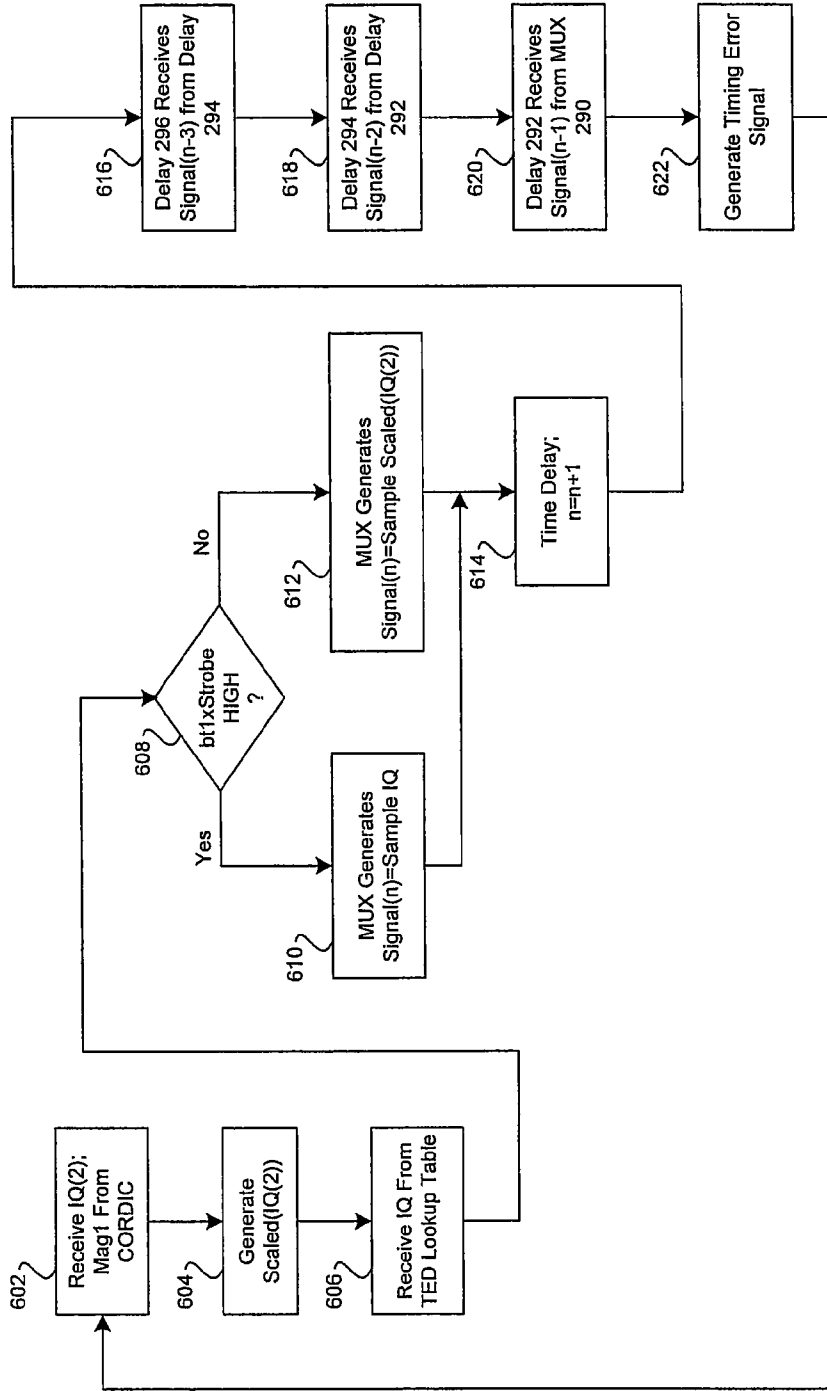 602
Receive IQ(2);
Mag1 From
CORDIC
604
Generate
Scaled(IQ(2))
606
Receive IQ From
TED Lookup Table
608
bt1xStrobe
HIGH
?
Yes
No
610
MUX Generates
Signal(n)=Sample IQ
612
MUX Generates
Signal(n)=Sample Scaled(IQ(2))
614
Time Delay;
n=n+1
616
Delay 296 Receives
Signal(n-3) from Delay
294
618
Delay 294 Receives
Signal(n-2) from Delay
292
620
Delay 292 Receives
Signal(n-1) from MUX
290
622
Generate Timing Error
Signal